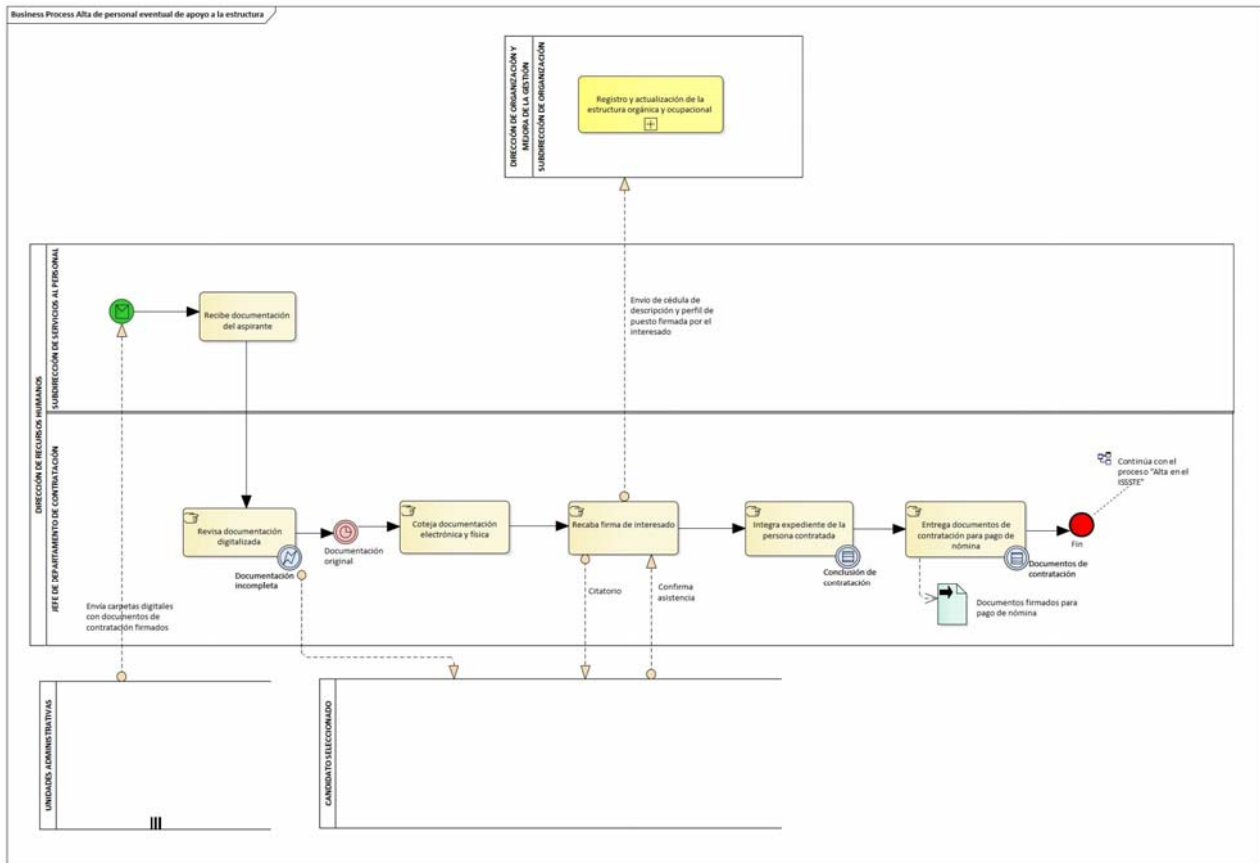 Business Process Alta de personal eventual de apoyo a la estructura
DIRECCIÓN DE ORGANIZACIÓN Y
MEJORA DE LA GESTIÓN
SUBDIRECCIÓN DE ORGANIZACIÓN
Registro y actualización de la
estructura orgánica y ocupacional
DIRECCIÓN DE RECURSOS HUMANOS
SUBDIRECCIÓN DE SERVICIOS AL PERSONAL
Recibe documentación
del aspirante
Envío de cédula de
descripción y perfil de
puesto firmada por el
interesado
JEFE DE DEPARTAMENTO DE CONTRATACIÓN
Envía carpetas digitales
con documentos de
contratación firmados
Revisa documentación
digitalizada
Documentación
incompleta
Documentación
original
Coteja documentación
electrónica y física
Recaba firma de interesado
Citatorio
Confirma
asistencia
Integra expediente de la
persona contratada
Conclusión de
contratación
Entrega documentos de
contratación para pago de
nómina
Documentos de
contratación
Documentos firmados para
pago de nómina
Fin
Continúa con el
proceso "Alta en el
ISSSTE"
UNIDADES ADMINISTRATIVAS
CANDIDATO SELECCIONADO